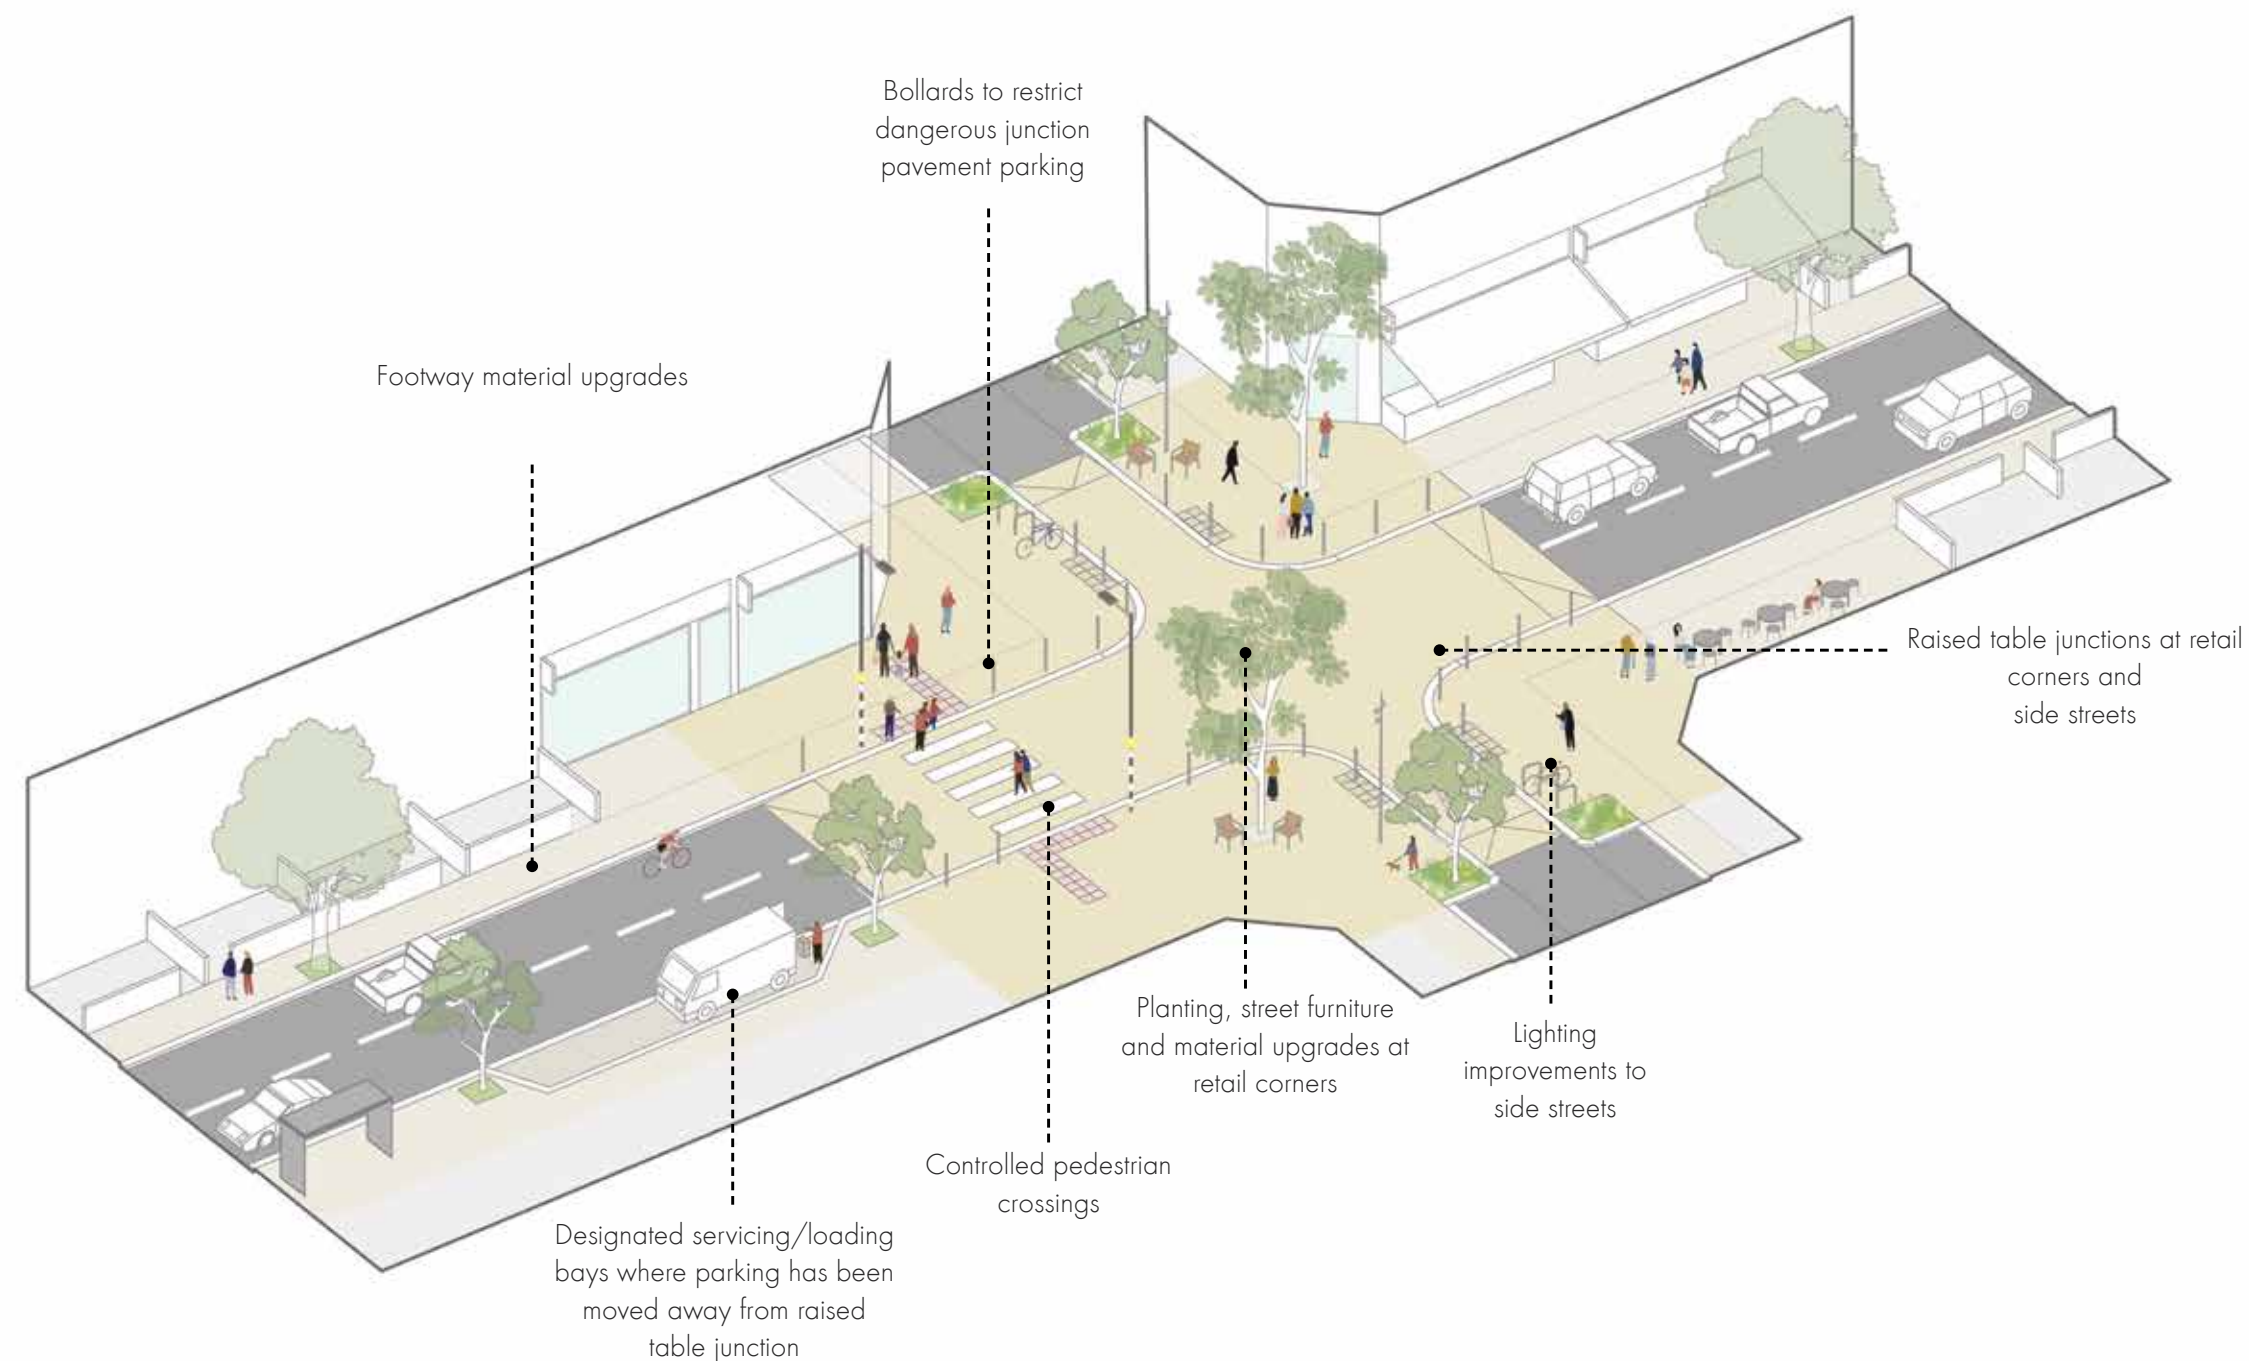 Bollards to restrict
dangerous junction
pavement parking
Footway material upgrades
Raised table junctions at retail
corners and
side streets
Planting, street furniture
and material upgrades at
retail corners
Lighting
improvements to
side streets
Controlled pedestrian
crossings
Designated servicing/loading
bays where parking has been
moved away from raised
table junction